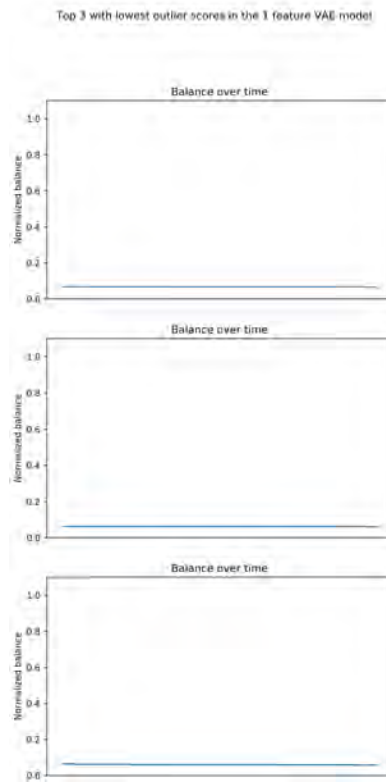 Top 3 with lowest outlier scores in the 1 feature VAE model
Balance over time
1.0
0.8
0.6
0.4
0.2
0.0
Normalized balance
Balance over time
1.0
0.8
0.6
0.4
0.2
0.0
Normalized balance
Balance over time
1.0
0.8
0.6
0.4
0.2
0.0
Normalized balance